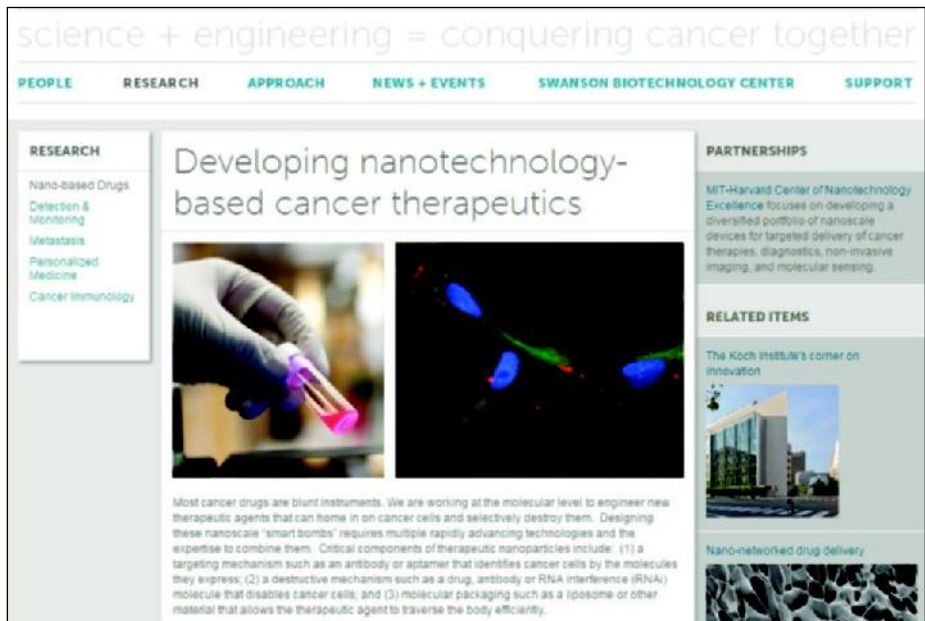 science + engineering = conquering cancer together
PEOPLE RESEARCH APPROACH NEWS + EVENTS SWANSON BIOTECHNOLOGY CENTER SUPPORT
RESEARCH
Nano-based Drugs
Detection &
Monitoring
Metastasis
Personalized
Medicine
Cancer Immunology
Developing nanotechnology-
based cancer therapeutics
Most cancer drugs are blunt instruments. We are working at the molecular level to engineer new
therapeutic agents that can home in on cancer cells and selectively destroy them. Designing
these nanoscale "smart bombs" requires multiple rapidly advancing technologies and the
expertise to combine them. Critical components of therapeutic nanoparticles include: (1) a
targeting mechanism such as an antibody or aptamer that identifies cancer cells by the molecules
they express; (2) a destructive mechanism such as a drug, antibody or RNA interference (RNAi)
molecule that disables cancer cells; and (3) molecular packaging such as a liposome or other
material that allows the therapeutic agent to traverse the body efficiently.
PARTNERSHIPS
MIT-Harvard Center of Nanotechnology
Excellence focuses on developing a
diversified portfolio of nanoscale
devices for targeted delivery of cancer
therapies, diagnostics, non-invasive
imaging, and molecular sensing.
RELATED ITEMS
The Koch Institute's corner on
innovation
Nano-networked drug delivery